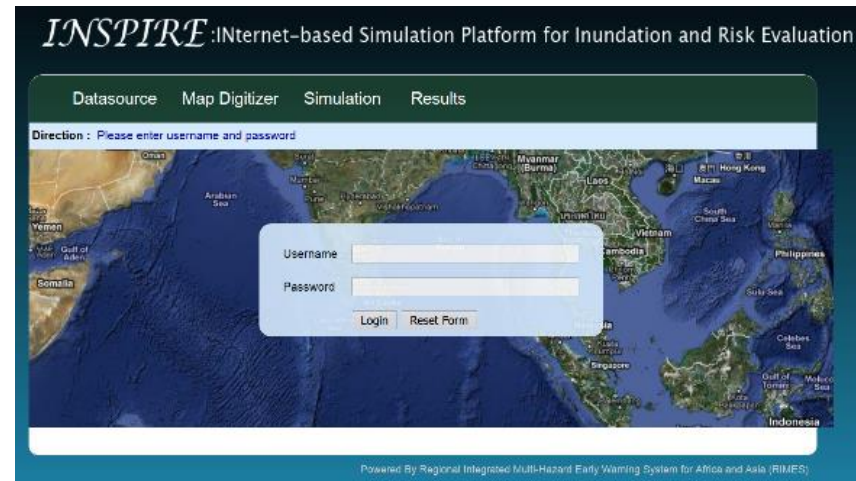 INSPIRE :INternet-based Simulation Platform for Inundation and Risk Evaluation
Datasource Map Digitizer Simulation Results
Direction : Please enter username and password
Oman
Myanmar
(Burma)
Laos
Hong Kong
Macau
Arabian
Sea
Yemen
Gulf of
Aden
South
China Sea
Vietnam
Philippines
Somalia
Username
Password
Login Reset Form
Sulu Sea
Kuala
Singapore
Celebes
Sea
Gulf of
Indonesia
Powered By Regional Integrated Multi-Hazard Early Warning System for Africa and Asia (RIMES)